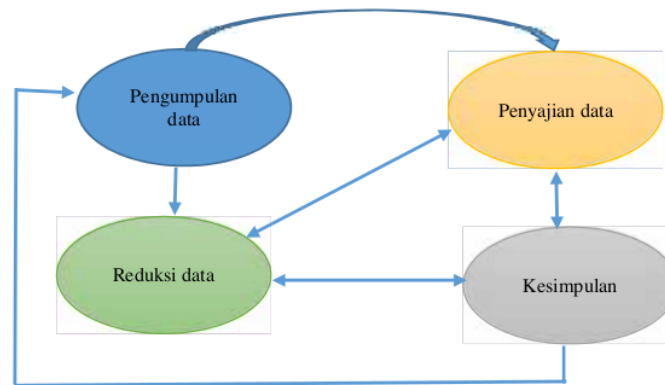 Pengumpulan
data
Penyajian data
Reduksi data
Kesimpulan